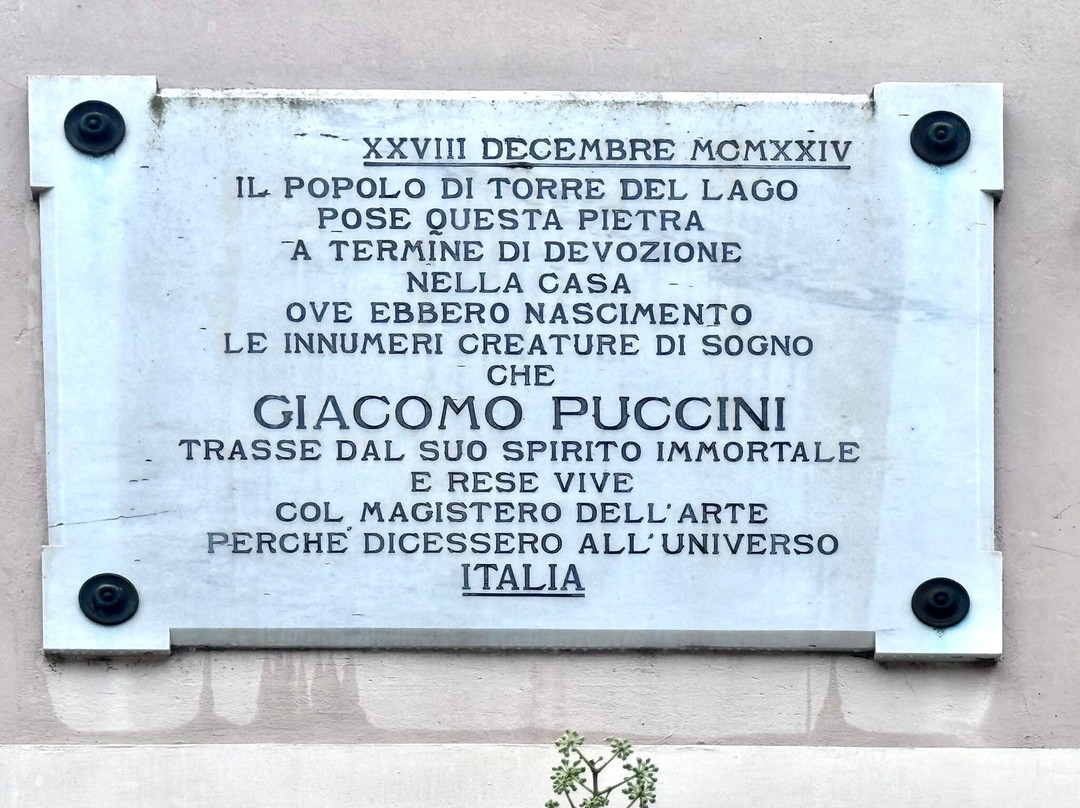 XXVIII DECEMBRE MCMXXIV
IL POPOLO DI TORRE DEL LAGO
POSE QUESTA PIETRA
A TERMINE DI DEVOZIONE
NELLA CASA
OVE EBBERO NASCIMENTO
LE INNUMERI CREATURE DI SOGNO
CHE
GIACOMO PUCCINI
TRASSE DAL SUO SPIRITO IMMORTALE
E RESE VIVE
COL MAGISTERO DELL'ARTE
PERCHÉ DICESSERO ALL'UNIVERSO
ITALIA